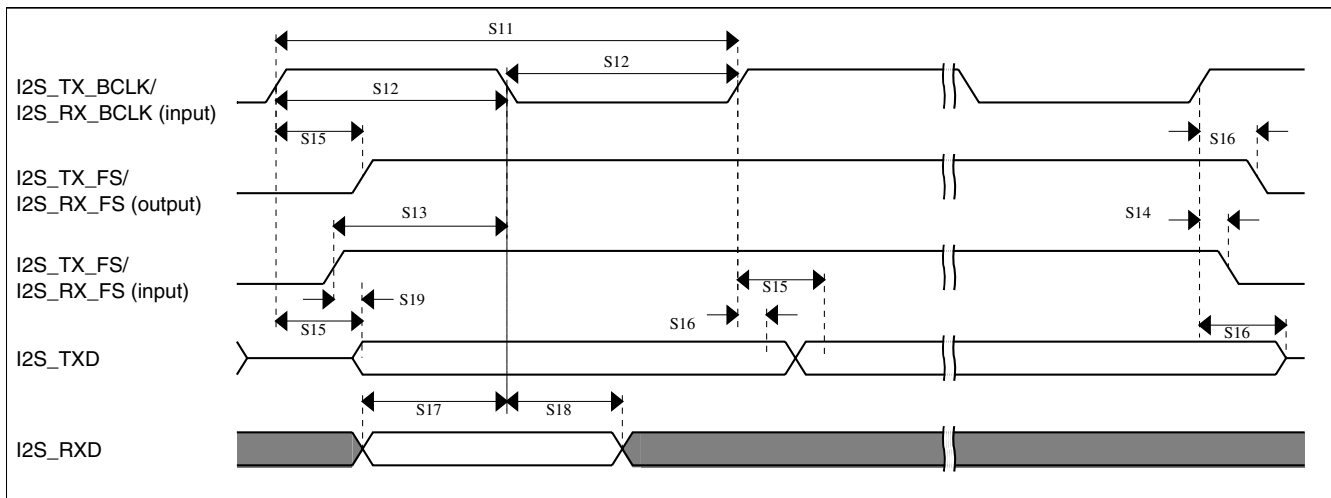 S11
I2S_TX_BCLK/
I2S_RX_BCLK (input)
S12
S12
S15
S16
I2S_TX_FS/
I2S_RX_FS (output)
S13
S14
I2S_TX_FS/
I2S_RX_FS (input)
S19
S15
S15
S16
S16
I2S_TXD
S17
S18
I2S_RXD